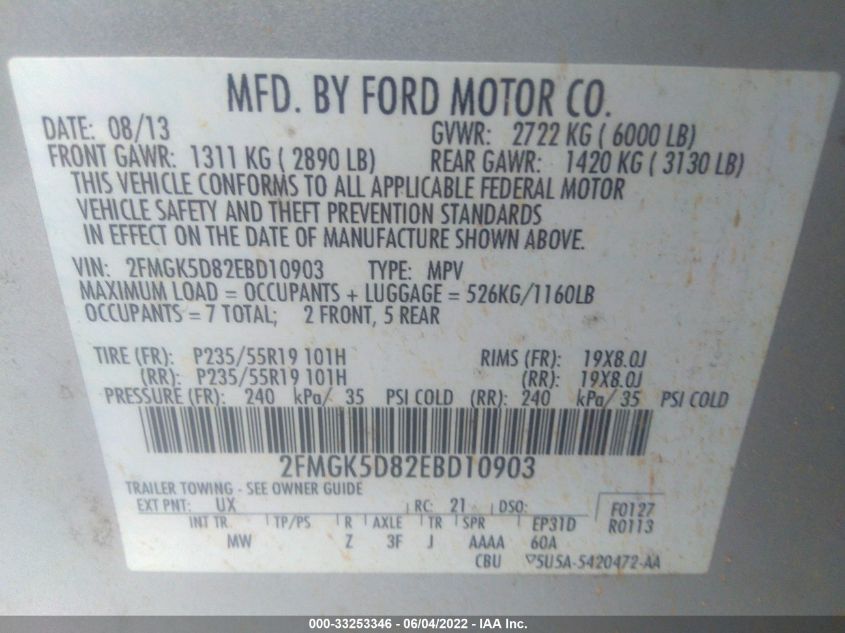 MFD. BY FORD MOTOR CO.
DATE: 08/13 GVWR: 2722 KG ( 6000 LB)
FRONT GAWR: 1311 KG ( 2890 LB) REAR GAWR: 1420 KG ( 3130 LB)
THIS VEHICLE CONFORMS TO ALL APPLICABLE FEDERAL MOTOR
VEHICLE SAFETY AND THEFT PREVENTION STANDARDS
IN EFFECT ON THE DATE OF MANUFACTURE SHOWN ABOVE.
VIN: 2FMGK5D82EBD10903 TYPE: MPV
MAXIMUM LOAD = OCCUPANTS + LUGGAGE = 526KG/1160LB
OCCUPANTS = 7 TOTAL; 2 FRONT, 5 REAR
TIRE (FR): P235/55R19 101H RIMS (FR): 19X8.0J
(RR): P235/55R19 101H (RR): 19X8.0J
PRESSURE (FR): 240 kPa/ 35 PSI COLD (RR): 240 kPa/ 35 PSI COLD
2FMGK5D82EBD10903
TRAILER TOWING - SEE OWNER GUIDE
EXT PNT: UX RC: 21 DSO: F0127
INT TR TP/PS R AXLE TR SPR EP31D R0113
MW Z 3F J AAAA 60A
CBU ▽5U5A-5420472-AA
000-33253346 - 06/04/2022 - IAA Inc.